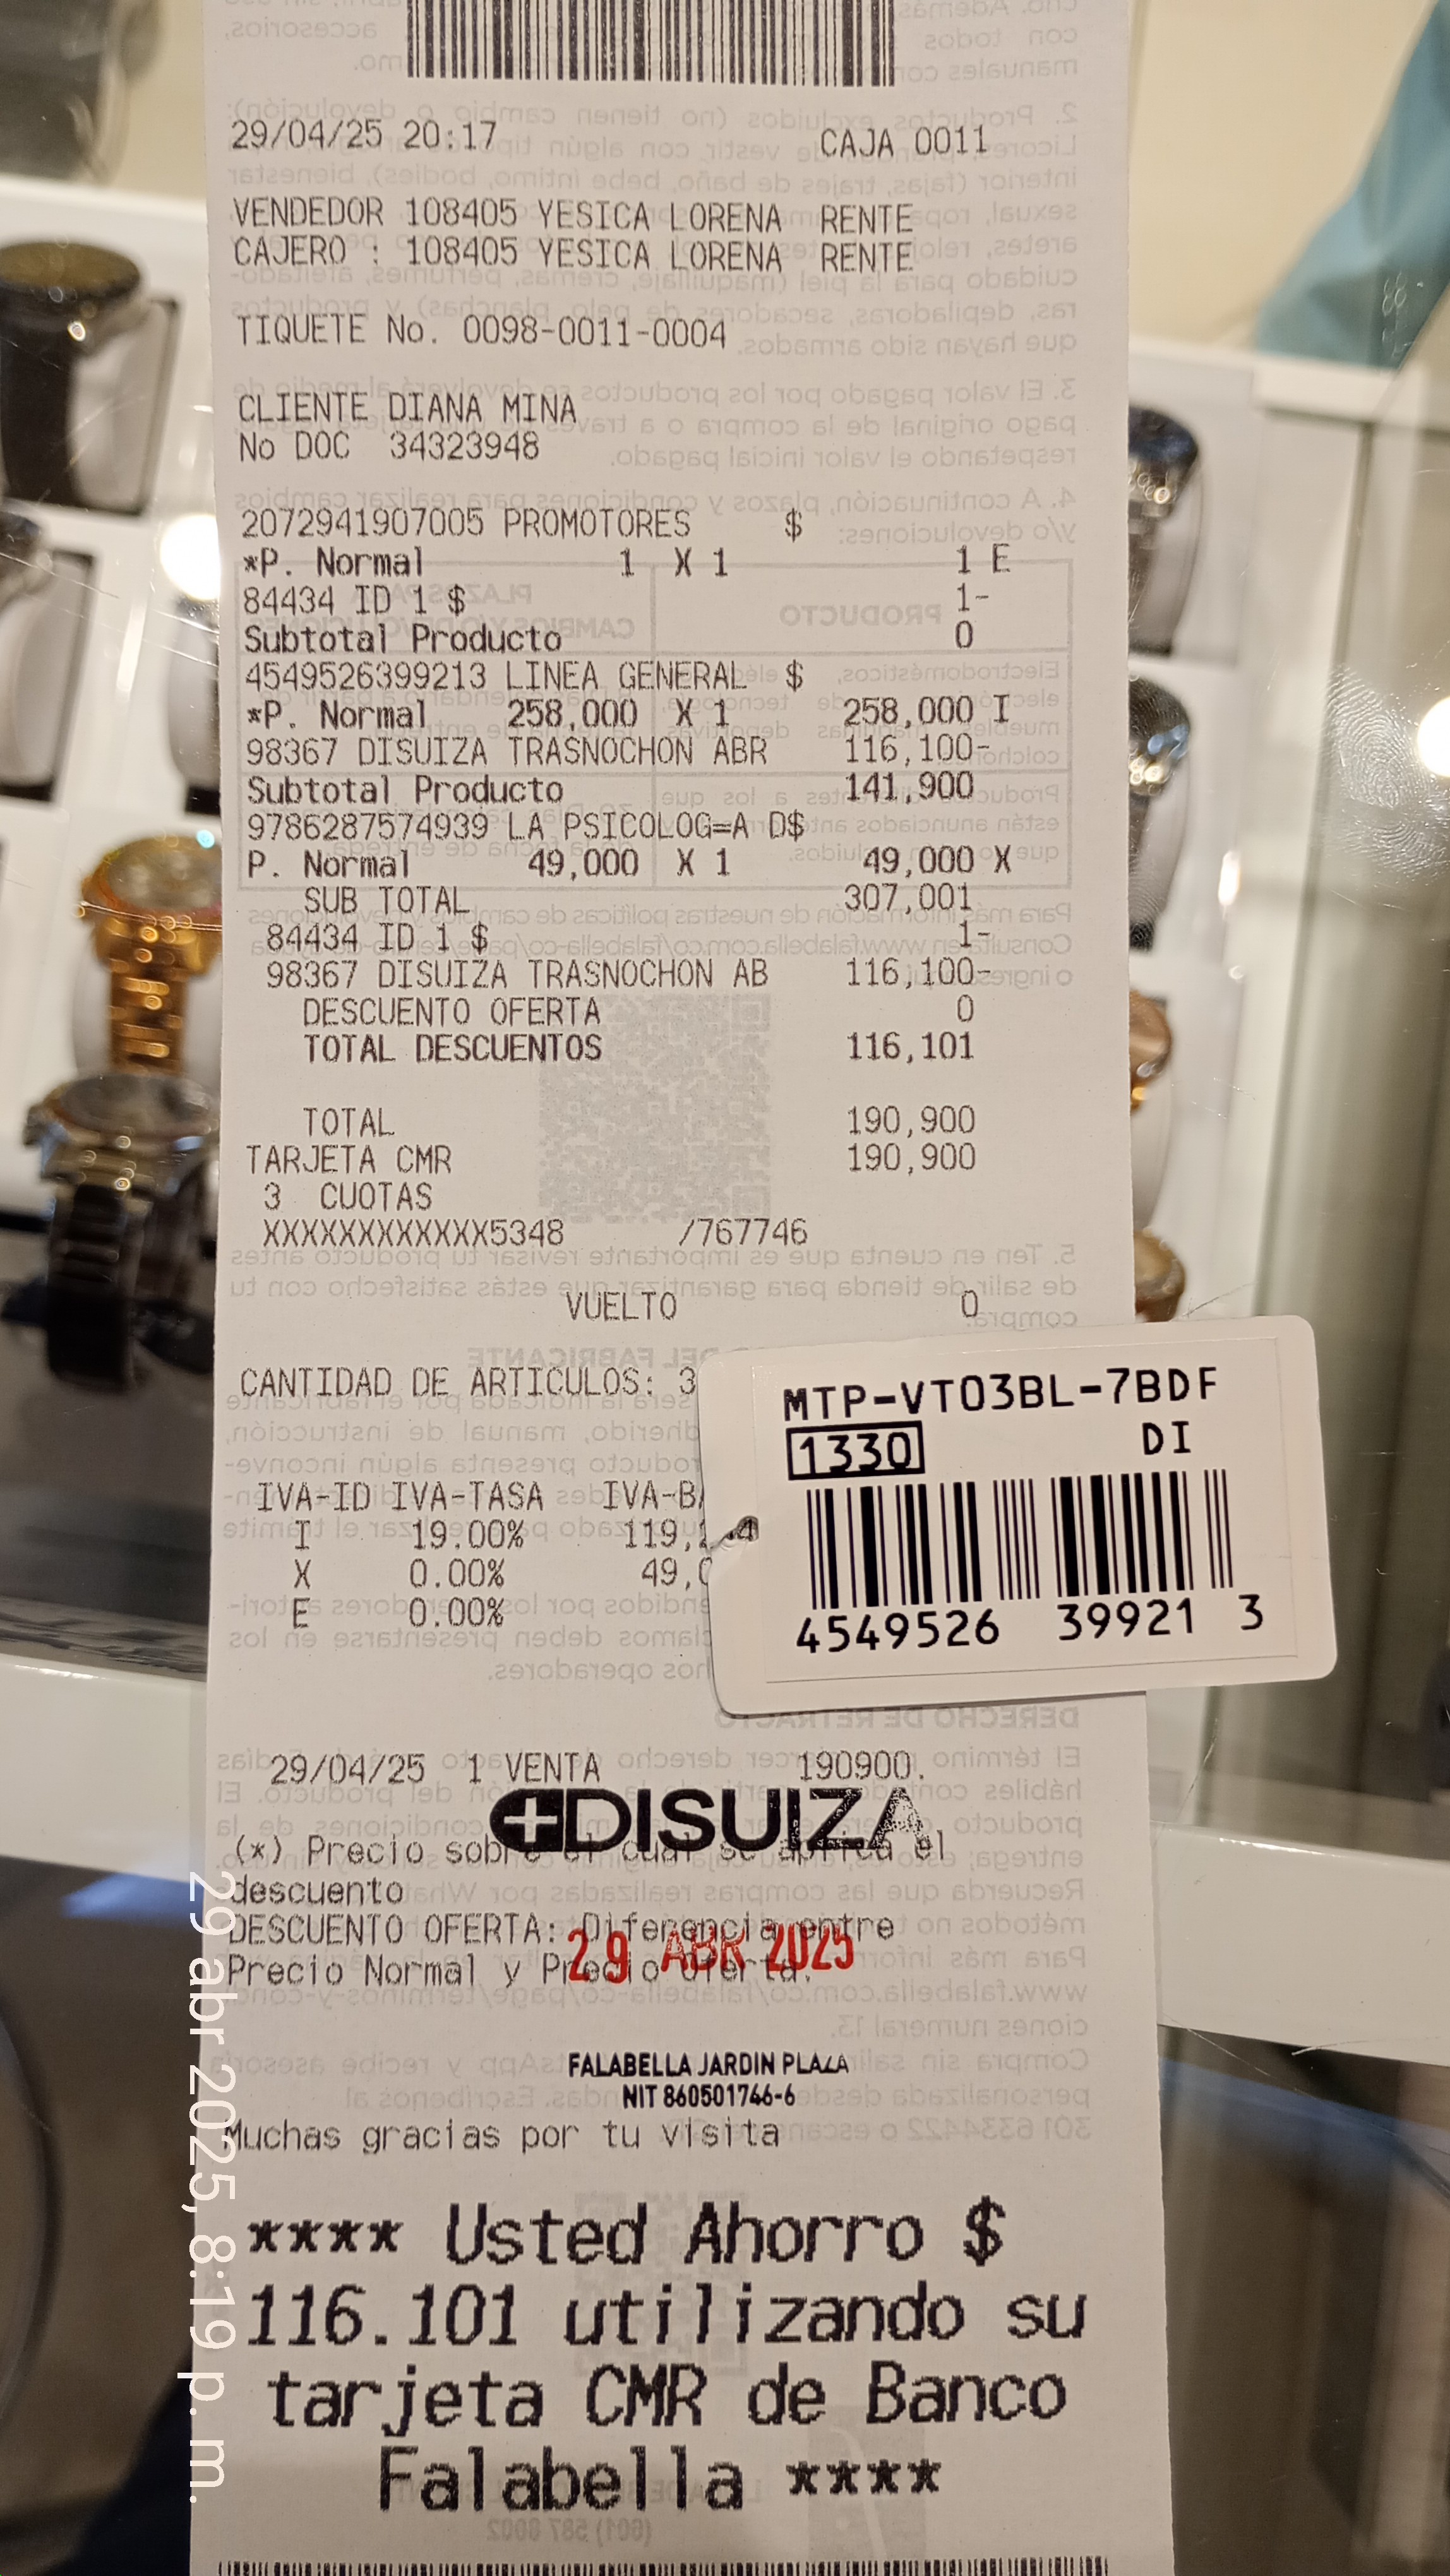 29/04/25 20:17 CAJA 0011
VENDEDOR 108405 YESICA LORENA RENTE
CAJERO : 108405 YESICA LORENA RENTE
TIQUETE No. 0098-0011-0004
CLIENTE DIANA MINA
No DOC 34323948
2072941907005 PROMOTORES $
*P. Normal 1 X 1 1 E
84434 ID 1 $ 1-
Subtotal Producto 0
4549526399213 LINEA GENERAL $
*P. Normal 258,000 X 1 258,000 I
98367 DISUIZA TRASNOCHON ABR 116,100-
Subtotal Producto 141,900
9786287574939 LA PSICOLOG=A D$
P. Normal 49,000 X 1 49,000 X
SUB TOTAL 307,001
84434 ID 1 $ 1-
98367 DISUIZA TRASNOCHON AB 116,100-
DESCUENTO OFERTA 0
TOTAL DESCUENTOS 116,101
TOTAL 190,900
TARJETA CMR 190,900
3 CUOTAS
XXXXXXXXXXXX5348 /767746
VUELTO 0
CANTIDAD DE ARTICULOS: 3
MTP-VT03BL-7BDF
1330 DI
4549526 39921 3
IVA-ID IVA-TASA
I 19.00%
X 0.00%
E 0.00%
29/04/25 1 VENTA 190900.
DISUIZA
(*) Precio sobre el cual se aplica el
descuento
DESCUENTO OFERTA: Diferencia entre
29 ABR 2025
Precio Normal y Precio Oferta.
FALABELLA JARDIN PLAZA
NIT 860501746-6
Muchas gracias por tu visita
**** Usted Ahorro $
116.101 utilizando su
tarjeta CMR de Banco
Falabella ****
29 abr 2025, 8:19 p. m.